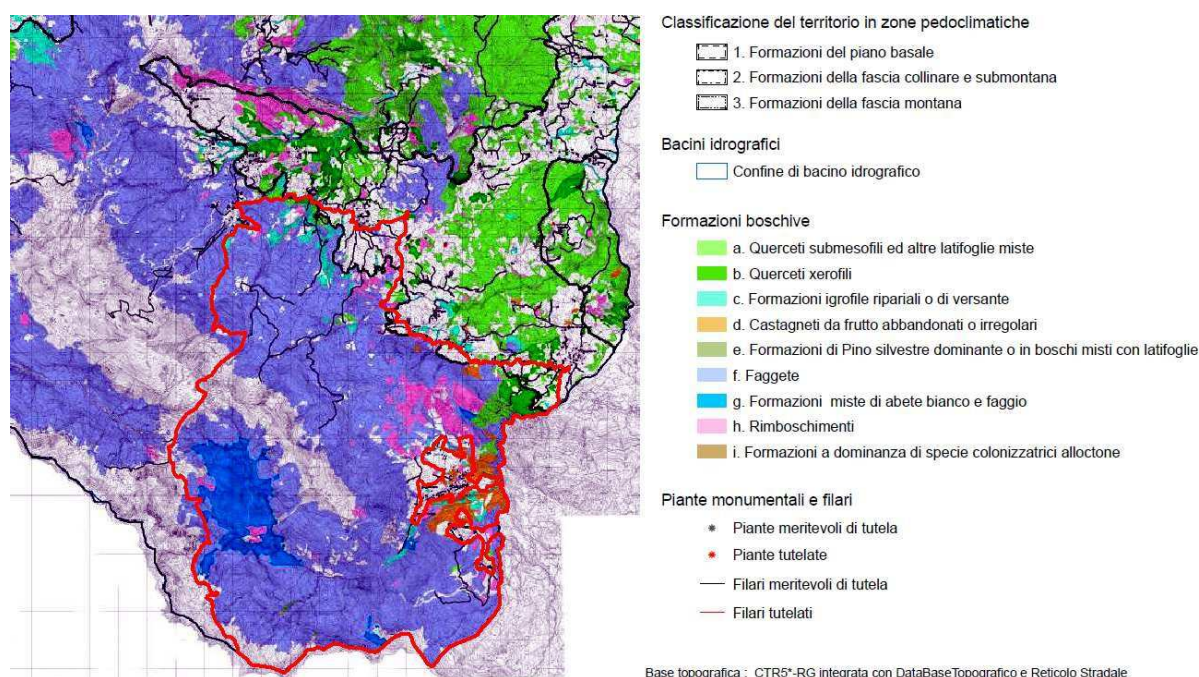 Classificazione del territorio in zone pedoclimatiche
1. Formazioni del piano basale
2. Formazioni della fascia collinare e submontana
3. Formazioni della fascia montana
Bacini idrografici
Confine di bacino idrografico
Formazioni boschive
a. Querceti submesofili ed altre latifoglie miste
b. Querceti xerofili
c. Formazioni igrofile ripariali o di versante
d. Castagneti da frutto abbandonati o irregolari
e. Formazioni di Pino silvestre dominante o in boschi misti con latifoglie
f. Faggete
g. Formazioni miste di abete bianco e faggio
h. Rimboschimenti
i. Formazioni a dominanza di specie colonizzatrici alloctone
Piante monumentali e filari
Piante meritevoli di tutela
Piante tutelate
Filari meritevoli di tutela
Filari tutelati
Base topografica : CTR5*-RG integrata con DataBaseTopografico e Reticolo Stradale